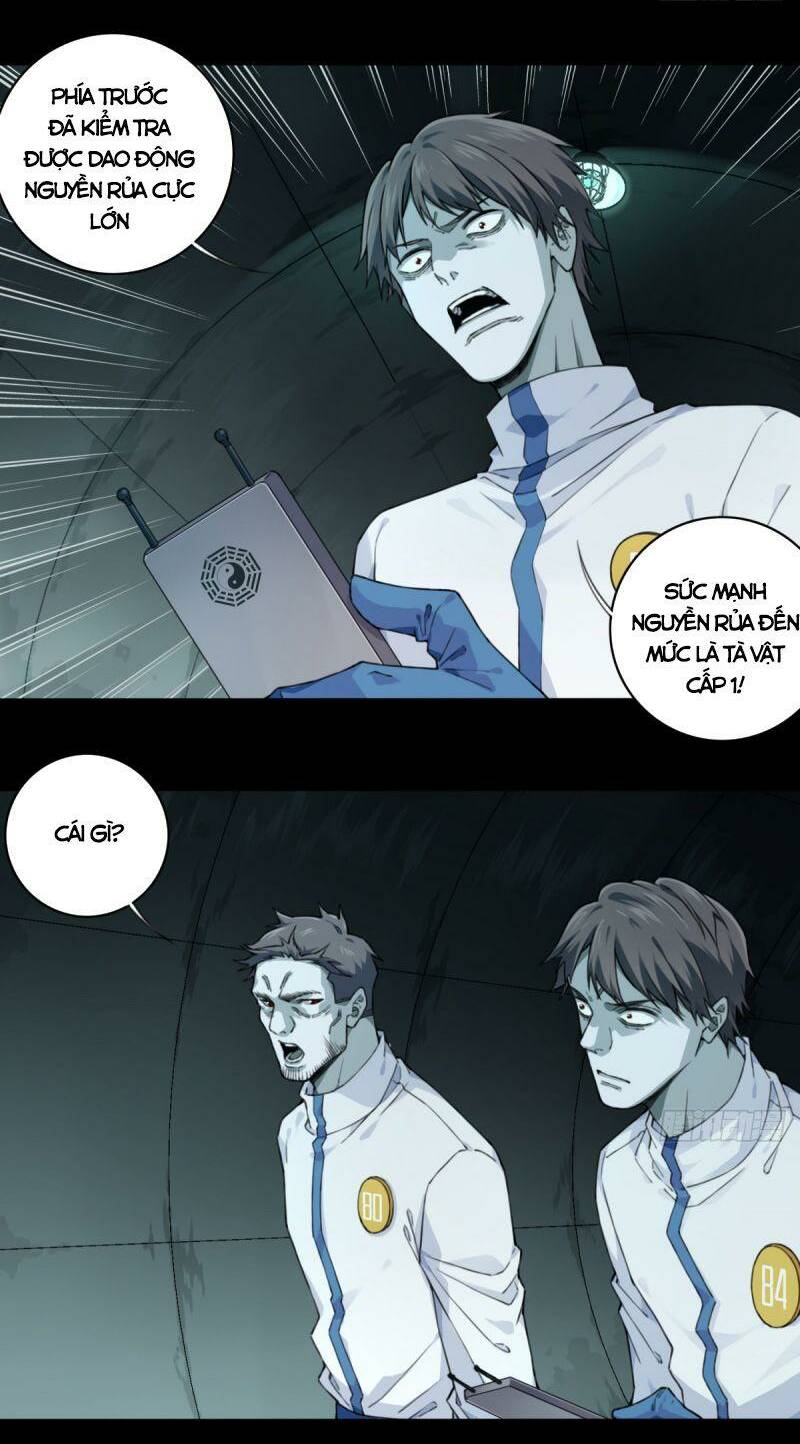 PHÍA TRƯỚC
ĐÃ KIỂM TRA
ĐƯỢC DAO ĐỘNG
NGUYỀN RỦA CỰC
LỚN
SỨC MẠNH
NGUYỀN RỦA ĐẾN
MỨC LÀ TÀ VẬT
CẤP 1!
CÁI GÌ?
80
84